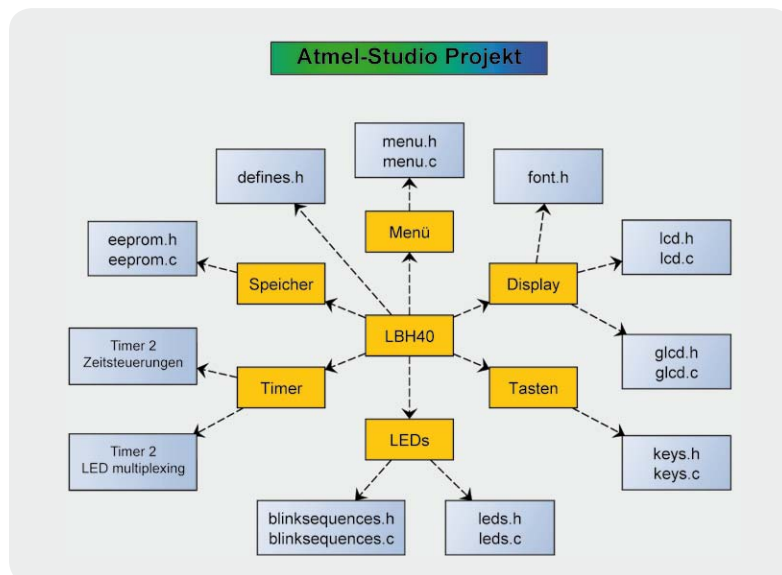 Atmel-Studio Projekt
menu.h
menu.c
defines.h
font.h
eeprom.h
eeprom.c
Menü
lcd.h
lcd.c
Speicher
Display
LBH40
Timer 2
Zeitsteuerungen
glcd.h
glcd.c
Timer
Tasten
LEDs
Timer 2
LED multiplexing
keys.h
keys.c
blinksequences.h
blinksequences.c
leds.h
leds.c